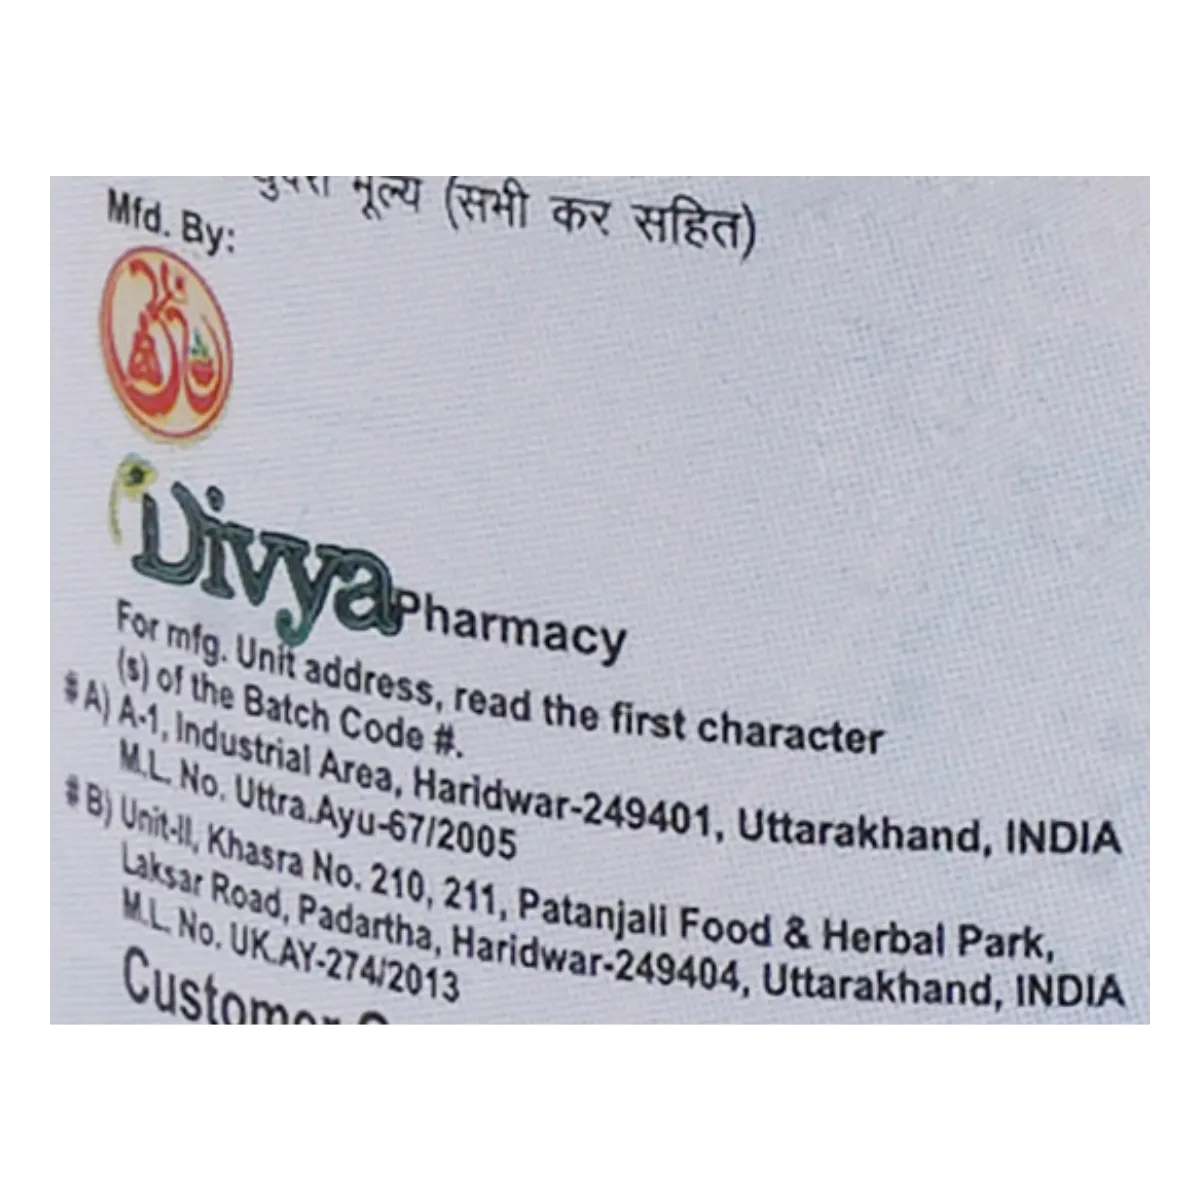 मूल्य (सभी कर सहित)
Mfd. By:
Divya Pharmacy
For mfg. Unit address, read the first character
(s) of the Batch Code #.
# A) A-1, Industrial Area, Haridwar-249401, Uttarakhand, INDIA
M.L. No. Uttra.Ayu-67/2005
# B) Unit-II, Khasra No. 210, 211, Patanjali Food & Herbal Park,
Laksar Road, Padartha, Haridwar-249404, Uttarakhand, INDIA
M.L. No. UK.AY-274/2013
Customer